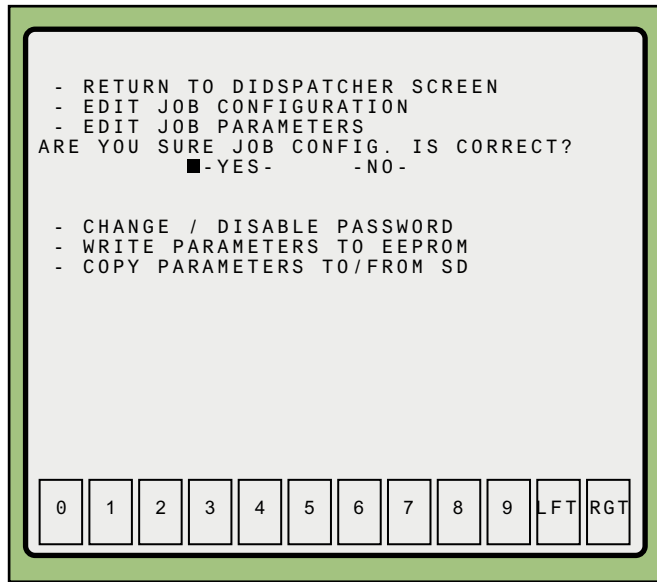 - RETURN TO DIDSPATCHER SCREEN
- EDIT JOB CONFIGURATION
- EDIT JOB PARAMETERS
ARE YOU SURE JOB CONFIG. IS CORRECT?
-YES- -NO-
- CHANGE / DISABLE PASSWORD
- WRITE PARAMETERS TO EEPROM
- COPY PARAMETERS TO/FROM SD
0 1 2 3 4 5 6 7 8 9 LFT RGT